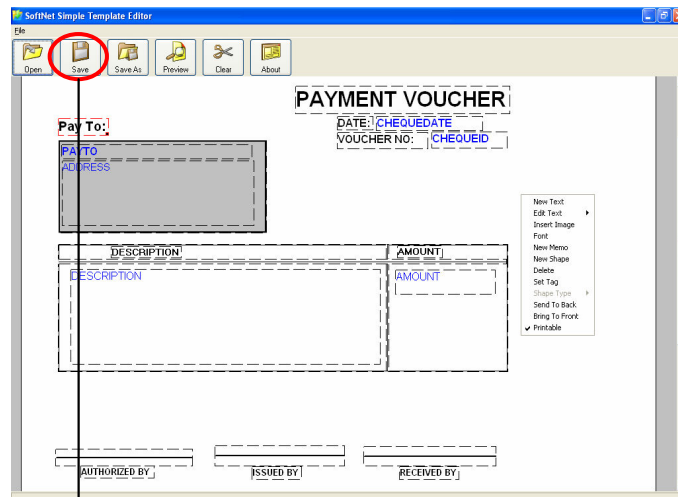 SoftNet Simple Template Editor
File
Open Save Save As Preview Clear About
PAYMENT VOUCHER
Pay To:
DATE: CHEQUEDATE
VOUCHER NO: CHEQUEID
PAYTO
ADDRESS
New Text
Edit Text
Insert Image
Font
New Memo
New Shape
Delete
Set Tag
Shape Type
Send To Back
Bring To Front
Printable
DESCRIPTION AMOUNT
DESCRIPTION AMOUNT
AUTHORIZED BY ISSUED BY RECEIVED BY